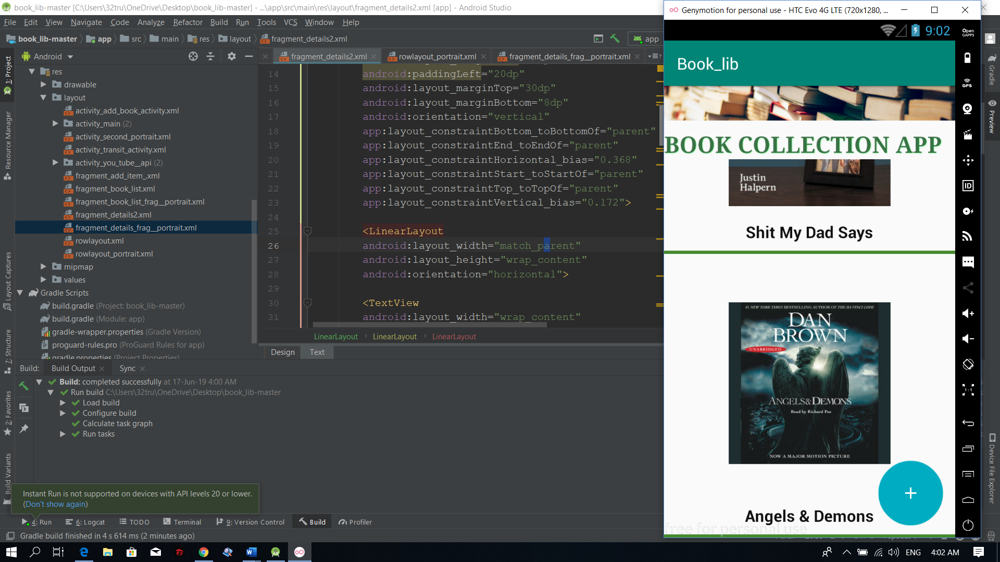 book_lib-master [C:\Users\32tru\OneDrive\Desktop\book_lib-master] - ...\app\src\main\res\layout\fragment_details2.xml [app] - Android Studio
File Edit View Navigate Code Analyze Refactor Build Run Tools VCS Window Help
book_lib-master app src main res layout fragment_details2.xml app
Android
fragment_details2.xml rowlayout_portrait.xml fragment_details_frag__portrait.xml 7
1: Project
Resource Manager
Layout Captures
7: Structure
2: Favorites
Build Variants
res
drawable
layout
activity_add_book_activity.xml
activity_main (2)
activity_second_portrait.xml
activity_transit_activity.xml
activity_you_tube__api (2)
fragment_add_item_.xml
fragment_book_list.xml
fragment_book_list_frag__portrait.xml
fragment_details2.xml
fragment_details_frag__portrait.xml
rowlayout.xml
rowlayout_portrait.xml
mipmap
values
Gradle Scripts
build.gradle (Project: book_lib-master)
build.gradle (Module: app)
gradle-wrapper.properties (Gradle Version)
proguard-rules.pro (ProGuard Rules for app)
gradle.properties (Project Properties)
14 android:paddingLeft="20dp"
15 android:layout_marginTop="30dp"
16 android:layout_marginBottom="8dp"
17 android:orientation="vertical"
18 app:layout_constraintBottom_toBottomOf="parent"
19 app:layout_constraintEnd_toEndOf="parent"
20 app:layout_constraintHorizontal_bias="0.368"
21 app:layout_constraintStart_toStartOf="parent"
22 app:layout_constraintTop_toTopOf="parent"
23 app:layout_constraintVertical_bias="0.172">
24
25 <LinearLayout
26 android:layout_width="match_parent"
27 android:layout_height="wrap_content"
28 android:orientation="horizontal">
29
30 <TextView
31 android:layout_width="wrap_content"
LinearLayout › LinearLayout › LinearLayout
Design Text
Build: Build Output Sync
Build: completed successfully at 17-Jun-19 4:00 AM
Run build C:\Users\32tru\OneDrive\Desktop\book_lib-master
Load build
Configure build
Calculate task graph
Run tasks
Instant Run is not supported on devices with API levels 20 or lower.
(Don't show again)
4: Run 6: Logcat TODO Terminal 9: Version Control Build Profiler
Gradle build finished in 4 s 614 ms (2 minutes ago)
Genymotion for personal use - HTC Evo 4G LTE (720x1280, ...
9:02
Open
GAPPS
GPS
ID
1:1
Book_lib
BOOK COLLECTION APP
Justin
Halpern
Shit My Dad Says
#1 NEW YORK TIMES BESTSELLING AUTHOR OF THE DA VINCI CODE
DAN
BROWN
UNABRIDGED
ANGELS&DEMONS
Read by Richard Poe
NOW A MAJOR MOTION PICTURE
+
Angels & Demons
free for personal use
Gradle
Preview
Device File Explorer
ENG 4:02 AM